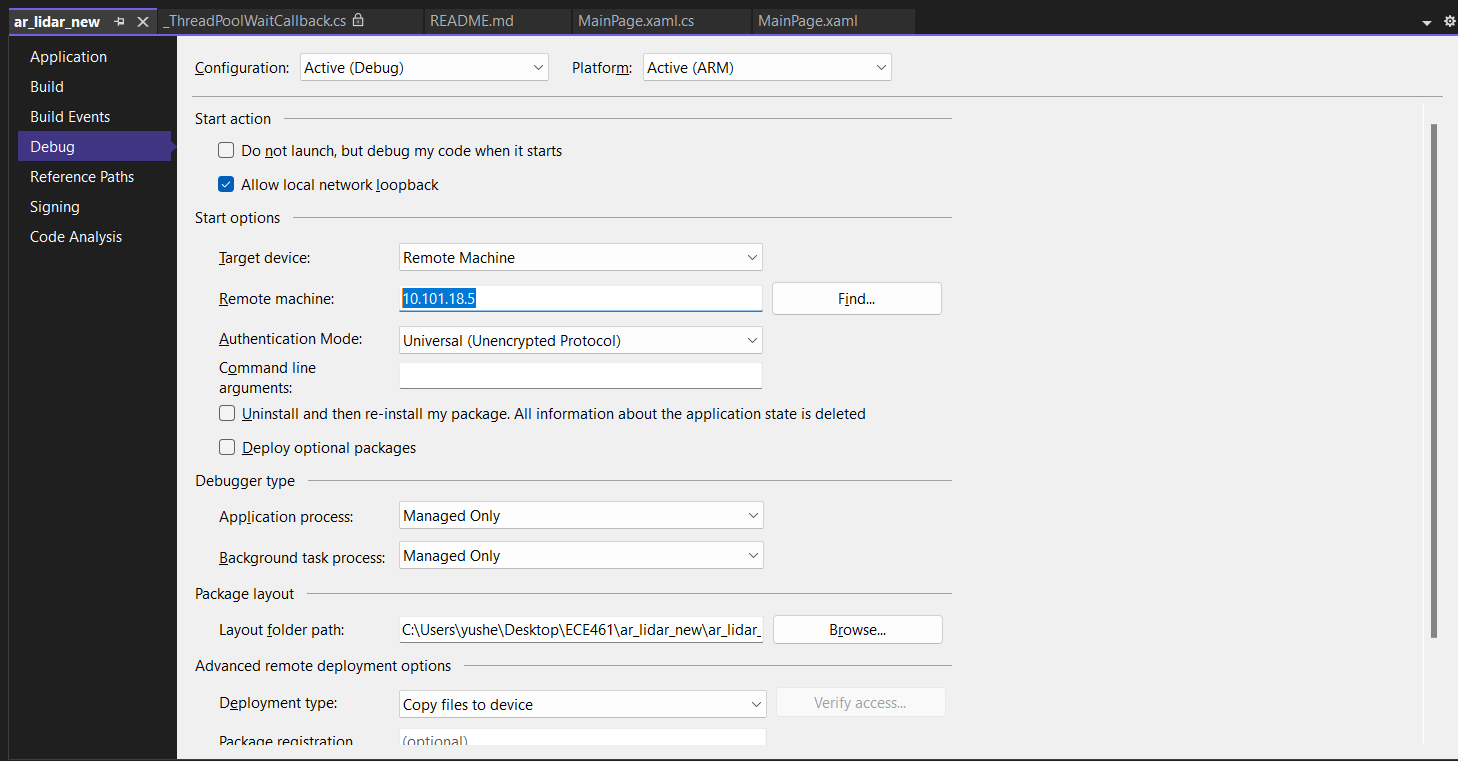 ar_lidar_new _ThreadPoolWaitCallback.cs README.md MainPage.xaml.cs MainPage.xaml
Application
Build
Build Events
Debug
Reference Paths
Signing
Code Analysis
Configuration: Active (Debug) Platform: Active (ARM)
Start action
Do not launch, but debug my code when it starts
Allow local network loopback
Start options
Target device: Remote Machine
Remote machine: 10.101.18.5 Find...
Authentication Mode: Universal (Unencrypted Protocol)
Command line
arguments:
Uninstall and then re-install my package. All information about the application state is deleted
Deploy optional packages
Debugger type
Application process: Managed Only
Background task process: Managed Only
Package layout
Layout folder path: C:\Users\yushe\Desktop\ECE461\ar_lidar_new\ar_lidar_ Browse...
Advanced remote deployment options
Deployment type: Copy files to device Verify access...
Package registration (optional)